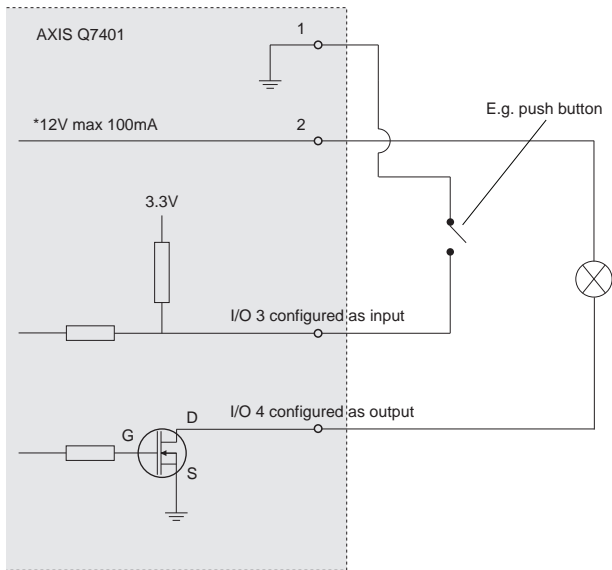 AXIS Q7401
1
E.g. push button
*12V max 100mA
2
3.3V
I/O 3 configured as input
I/O 4 configured as output
D
G
S